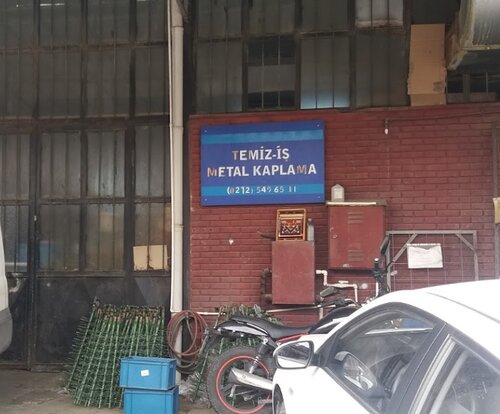 TEMİZ-İŞ
METAL KAPLAMA
(0212) 549 65 11